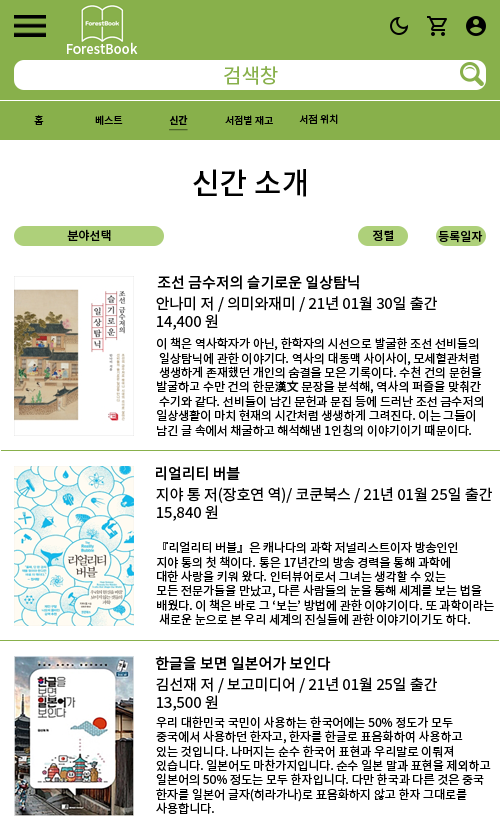 ForestBook
ForestBook
검색창
홈 베스트 신간 서점별 재고 서점 위치
신간 소개
분야선택 정렬 등록일자
조선 금수저의
슬기로운
일상탐닉
조선 금수저의 슬기로운 일상탐닉
안나미 저 / 의미와재미 / 21년 01월 30일 출간
14,400 원
이 책은 역사학자가 아닌, 한학자의 시선으로 발굴한 조선 선비들의
일상탐닉에 관한 이야기다. 역사의 대동맥 사이사이, 모세혈관처럼
생생하게 존재했던 개인의 숨결을 모은 기록이다. 수천 건의 문헌을
발굴하고 수만 건의 한문漢文 문장을 분석해, 역사의 퍼즐을 맞춰간
수기와 같다. 선비들이 남긴 문헌과 문집 등에 드러난 조선 금수저의
일상생활이 마치 현재의 시간처럼 생생하게 그려진다. 이는 그들이
남긴 글 속에서 채굴하고 해석해낸 1인칭의 이야기이기 때문이다.
리얼리티
버블
리얼리티 버블
지야 통 저(장호연 역)/ 코쿤북스 / 21년 01월 25일 출간
15,840 원
『리얼리티 버블』은 캐나다의 과학 저널리스트이자 방송인인
지야 통의 첫 책이다. 통은 17년간의 방송 경력을 통해 과학에
대한 사랑을 키워 왔다. 인터뷰어로서 그녀는 생각할 수 있는
모든 전문가들을 만났고, 다른 사람들의 눈을 통해 세계를 보는 법을
배웠다. 이 책은 바로 그 ‘보는’ 방법에 관한 이야기이다. 또 과학이라는
새로운 눈으로 본 우리 세계의 진실들에 관한 이야기이기도 하다.
한글을
보면
일본어가
보인다
한글을 보면 일본어가 보인다
김선재 저 / 보고미디어 / 21년 01월 25일 출간
13,500 원
우리 대한민국 국민이 사용하는 한국어에는 50% 정도가 모두
중국에서 사용하던 한자고, 한자를 한글로 표음화하여 사용하고
있는 것입니다. 나머지는 순수 한국어 표현과 우리말로 이뤄져
있습니다. 일본어도 마찬가지입니다. 순수 일본 말과 표현을 제외하고
일본어의 50% 정도는 모두 한자입니다. 다만 한국과 다른 것은 중국
한자를 일본어 글자(히라가나)로 표음화하지 않고 한자 그대로를
사용합니다.